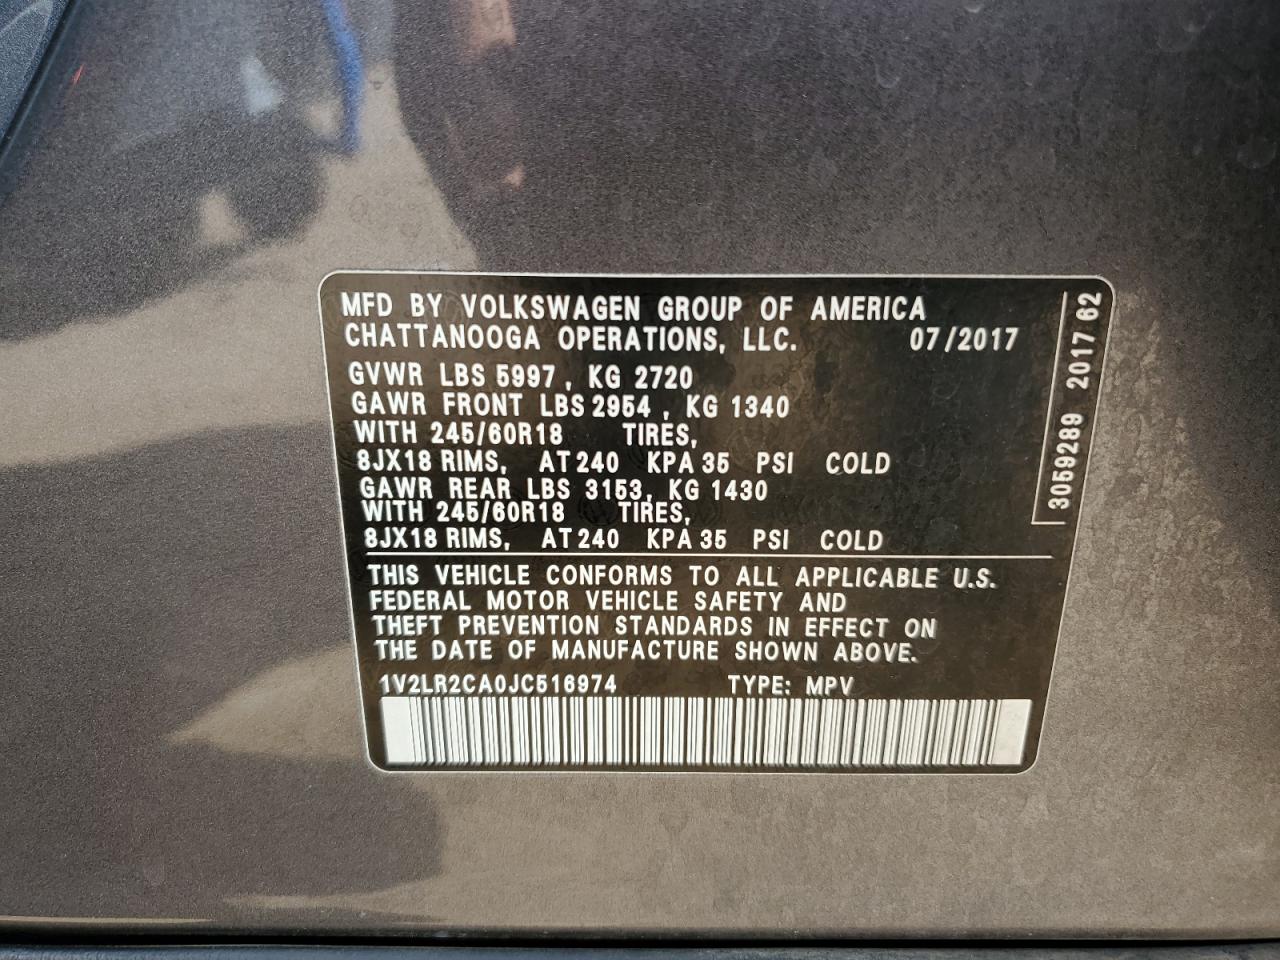 MFD BY VOLKSWAGEN GROUP OF AMERICA
CHATTANOOGA OPERATIONS, LLC. 07/2017
GVWR LBS 5997, KG 2720
GAWR FRONT LBS 2954, KG 1340
WITH 245/60R18 TIRES,
8JX18 RIMS, AT 240 KPA 35 PSI COLD
GAWR REAR LBS 3153, KG 1430
WITH 245/60R18 TIRES,
8JX18 RIMS, AT 240 KPA 35 PSI COLD
THIS VEHICLE CONFORMS TO ALL APPLICABLE U.S.
FEDERAL MOTOR VEHICLE SAFETY AND
THEFT PREVENTION STANDARDS IN EFFECT ON
THE DATE OF MANUFACTURE SHOWN ABOVE.
1V2LR2CA0JC516974 TYPE: MPV
3059289 2017 62